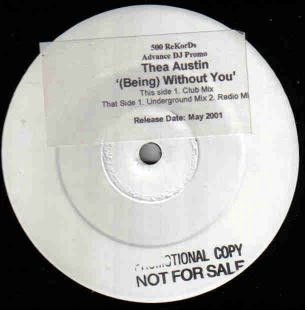 500 ReKorDs
Advance DJ Promo
Thea Austin
'(Being) Without You'
This side 1. Club Mix
That Side 1. Underground Mix 2. Radio Mi
Release Date: May 2001
PROMOTIONAL COPY
NOT FOR SALE